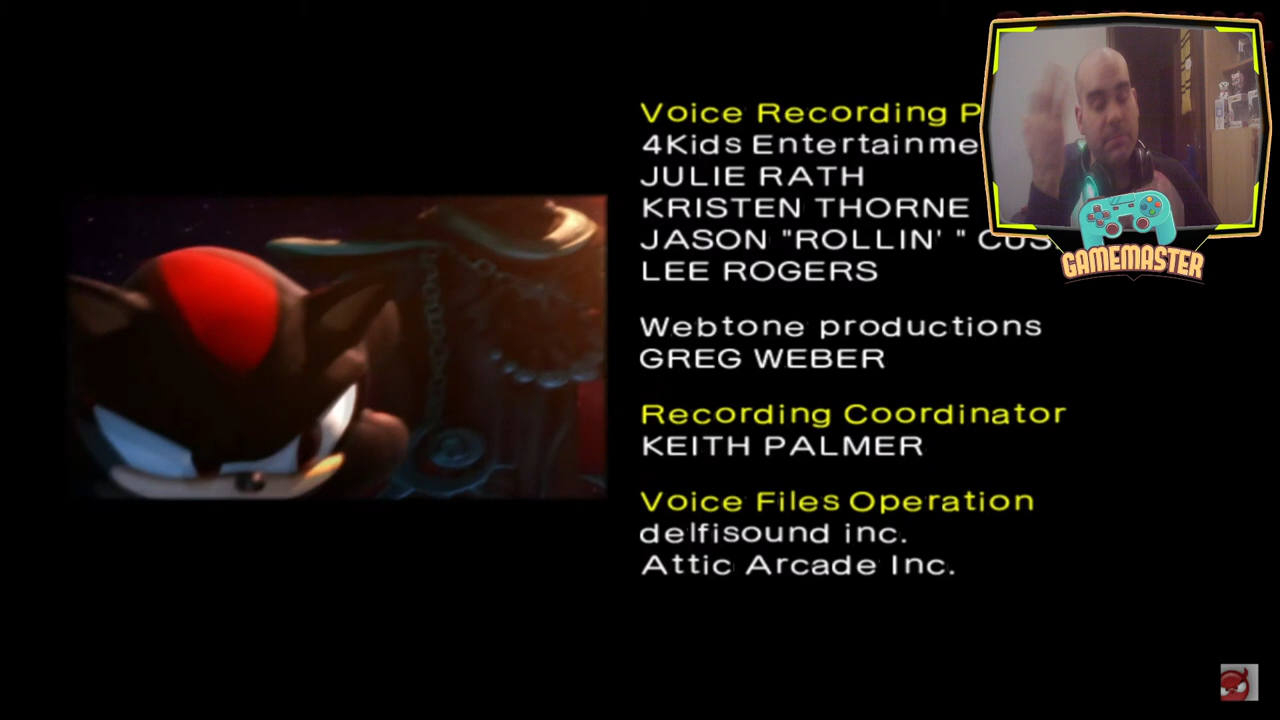 Voice Recording P
4Kids Entertainme
JULIE RATH
KRISTEN THORNE
JASON "ROLLIN' " CUS
LEE ROGERS
Webtone productions
GREG WEBER
Recording Coordinator
KEITH PALMER
Voice Files Operation
delfisound inc.
Attic Arcade Inc.
GAMEMASTER